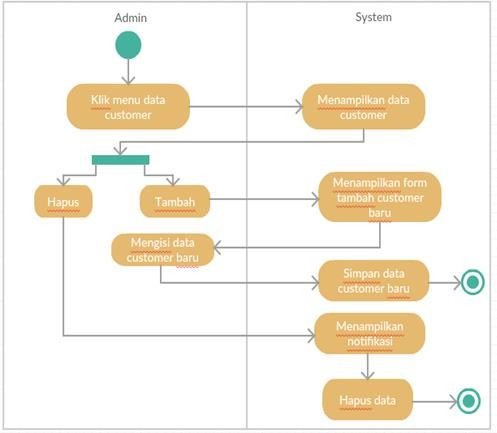 Admin
System
Klik menu data
customer
Menampilkan data
customer
Hapus
Tambah
Menampilkan form
tambah customer
baru
Mengisi data
customer baru
Simpan data
customer baru
Menampilkan
notifikasi
Hapus data